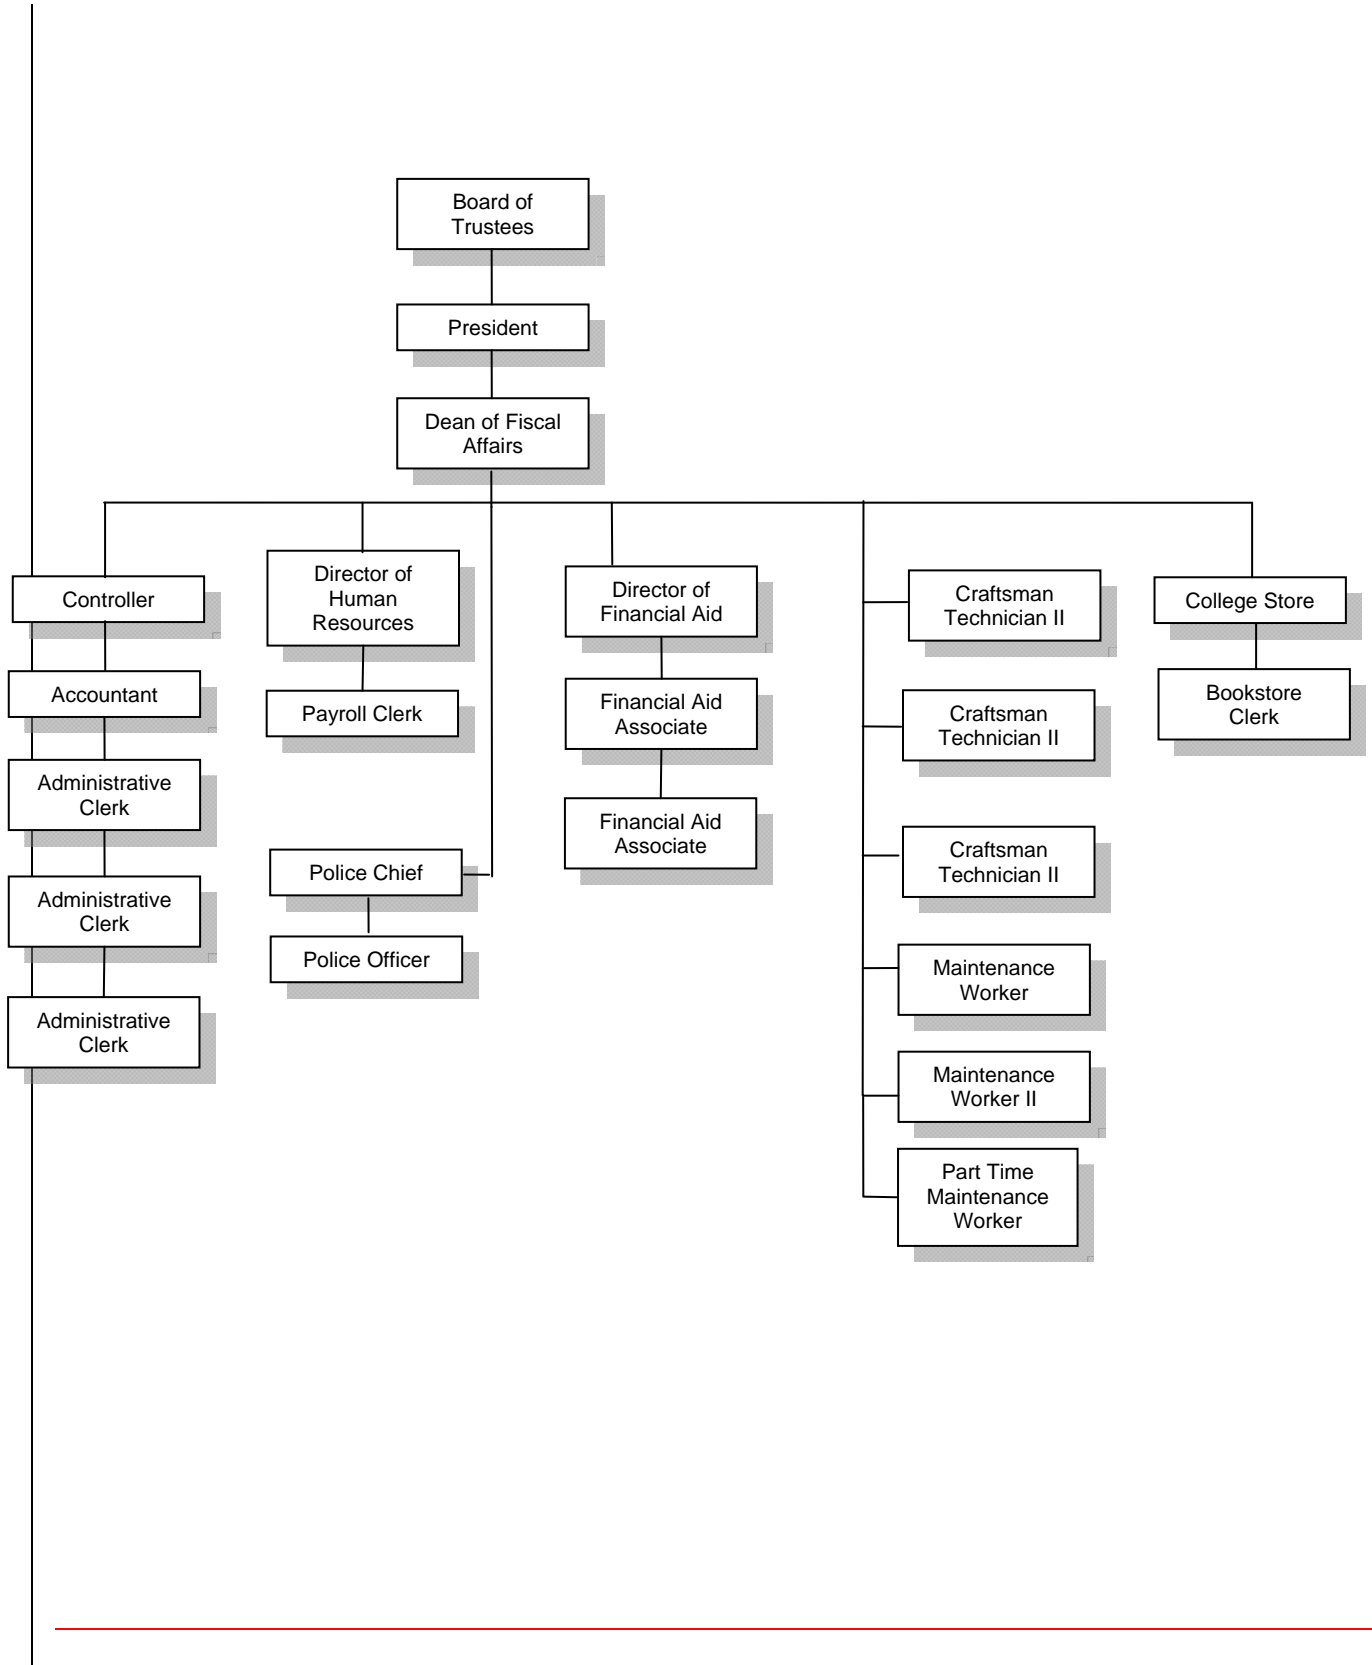 Board of
Trustees
President
Dean of Fiscal
Affairs
Controller
Accountant
Administrative
Clerk
Administrative
Clerk
Administrative
Clerk
Director of
Human
Resources
Payroll Clerk
Police Chief
Police Officer
Director of
Financial Aid
Financial Aid
Associate
Financial Aid
Associate
Craftsman
Technician II
Craftsman
Technician II
Craftsman
Technician II
Maintenance
Worker
Maintenance
Worker II
Part Time
Maintenance
Worker
College Store
Bookstore
Clerk